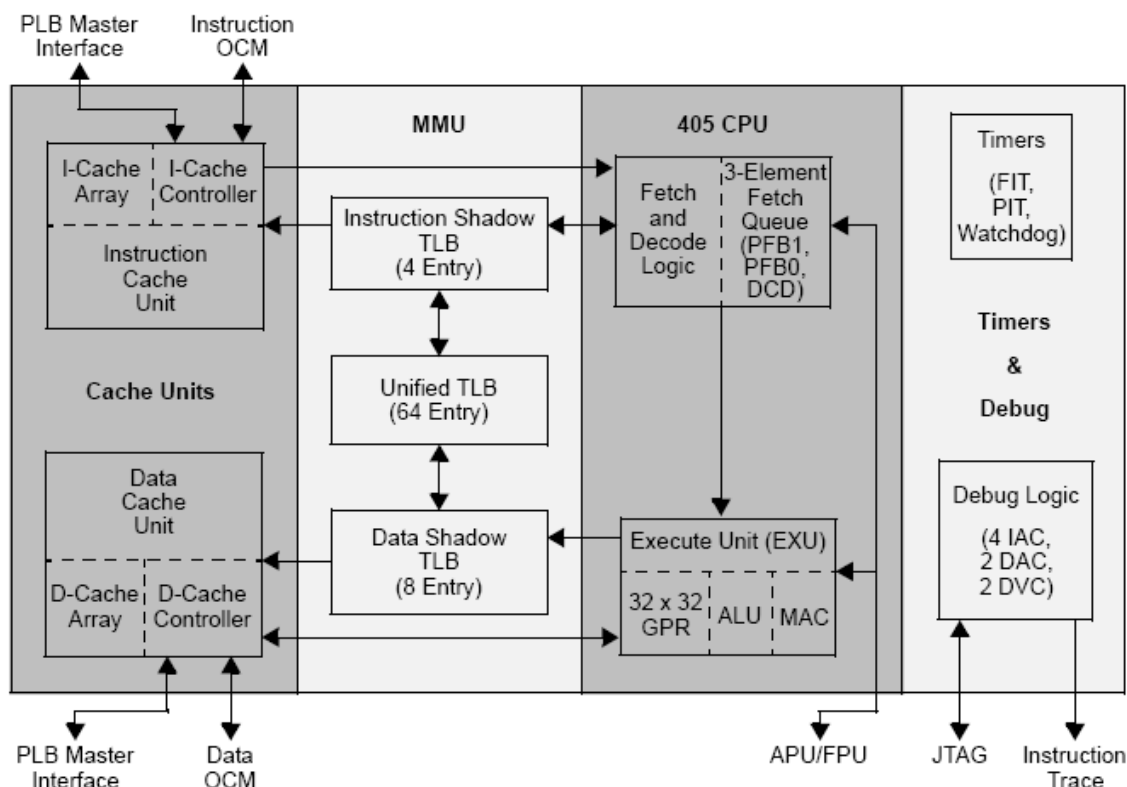 PLB Master
Interface
Instruction
OCM
MMU
405 CPU
I-Cache
Array
I-Cache
Controller
Instruction
Cache
Unit
Cache Units
Data
Cache
Unit
D-Cache
Array
D-Cache
Controller
Instruction Shadow
TLB
(4 Entry)
Unified TLB
(64 Entry)
Data Shadow
TLB
(8 Entry)
Fetch
and
Decode
Logic
3-Element
Fetch
Queue
(PFB1,
PFB0,
DCD)
Execute Unit (EXU)
32 x 32
GPR
ALU
MAC
Timers
(FIT,
PIT,
Watchdog)
Timers
&
Debug
Debug Logic
(4 IAC,
2 DAC,
2 DVC)
PLB Master
Interface
Data
OCM
APU/FPU
JTAG
Instruction
Trace